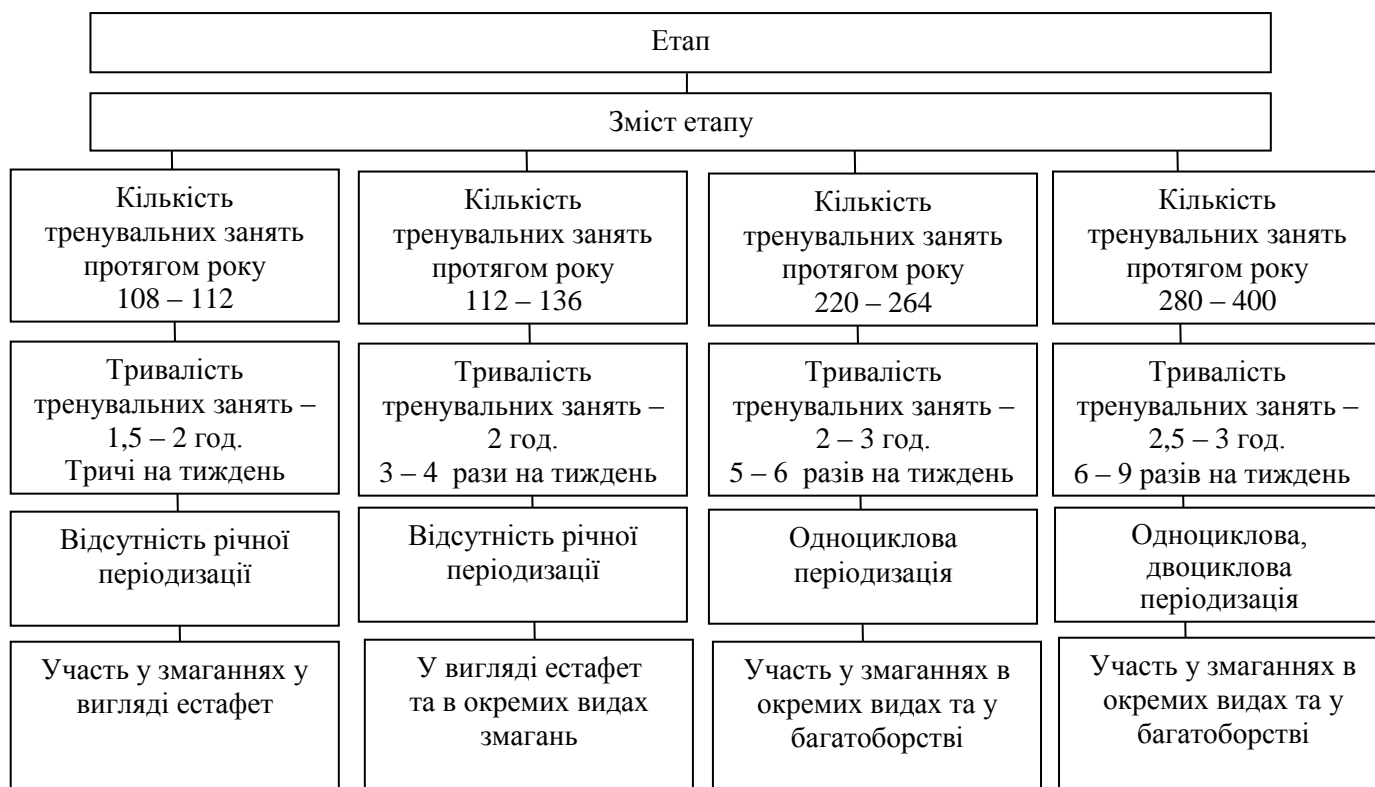 Етап
Зміст етапу
Кількість
тренувальних занять
протягом року
108 – 112
Кількість
тренувальних занять
протягом року
112 – 136
Кількість
тренувальних занять
протягом року
220 – 264
Кількість
тренувальних занять
протягом року
280 – 400
Тривалість
тренувальних занять –
1,5 – 2 год.
Тричі на тиждень
Тривалість
тренувальних занять –
2 год.
3 – 4 рази на тиждень
Тривалість
тренувальних занять –
2 – 3 год.
5 – 6 разів на тиждень
Тривалість
тренувальних занять –
2,5 – 3 год.
6 – 9 разів на тиждень
Відсутність річної
періодизації
Відсутність річної
періодизації
Одноциклова
періодизація
Одноциклова,
двоциклова
періодизація
Участь у змаганнях у
вигляді естафет
У вигляді естафет
та в окремих видах
змагань
Участь у змаганнях в
окремих видах та у
багатоборстві
Участь у змаганнях в
окремих видах та у
багатоборстві